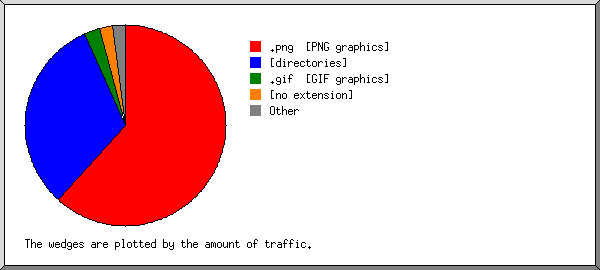 .png [PNG graphics]
[directories]
.gif [GIF graphics]
[no extension]
Other
The wedges are plotted by the amount of traffic.